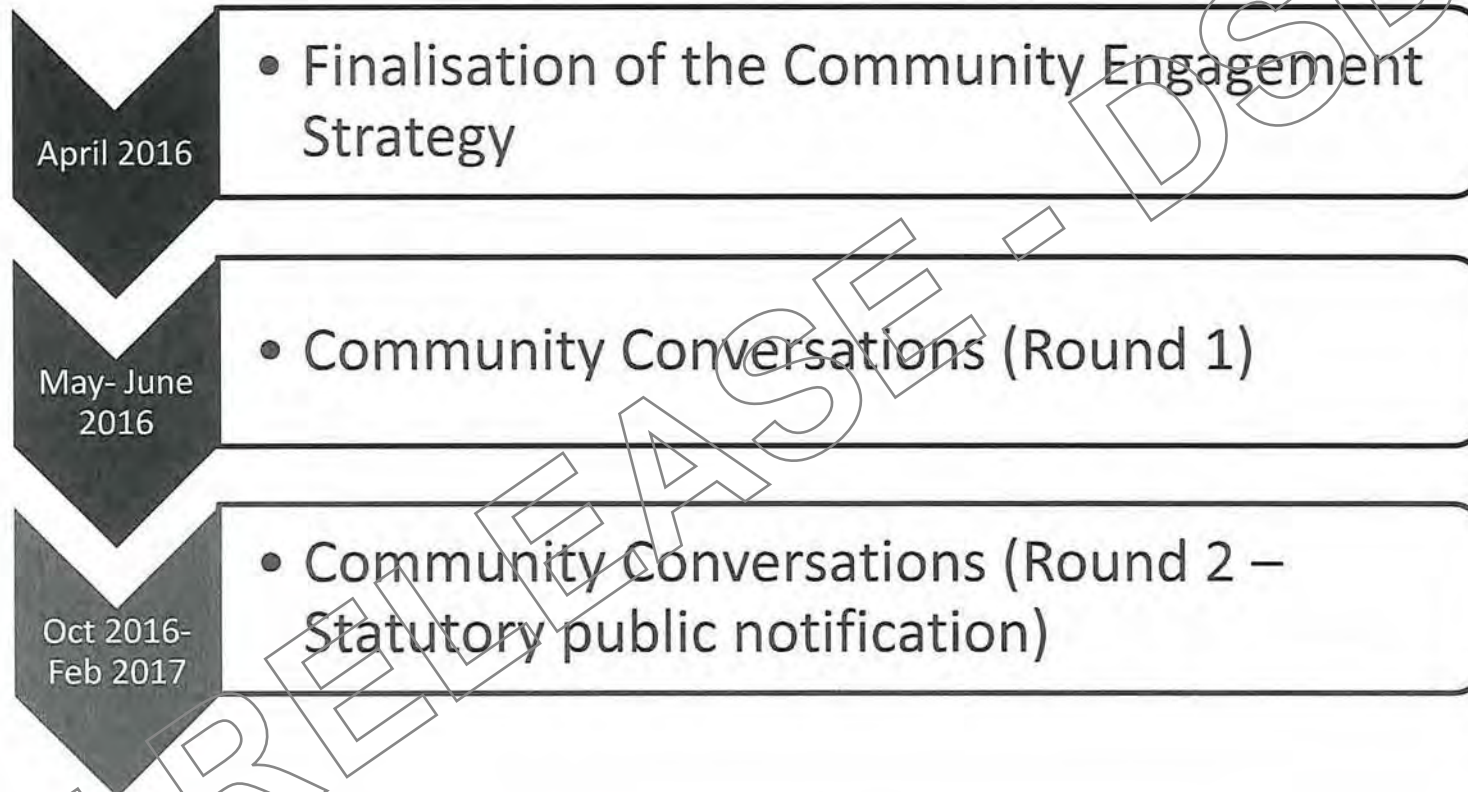 April 2016
• Finalisation of the Community Engagement
Strategy
May- June
2016
• Community Conversations (Round 1)
Oct 2016-
Feb 2017
• Community Conversations (Round 2 –
Statutory public notification)
RELEASE -